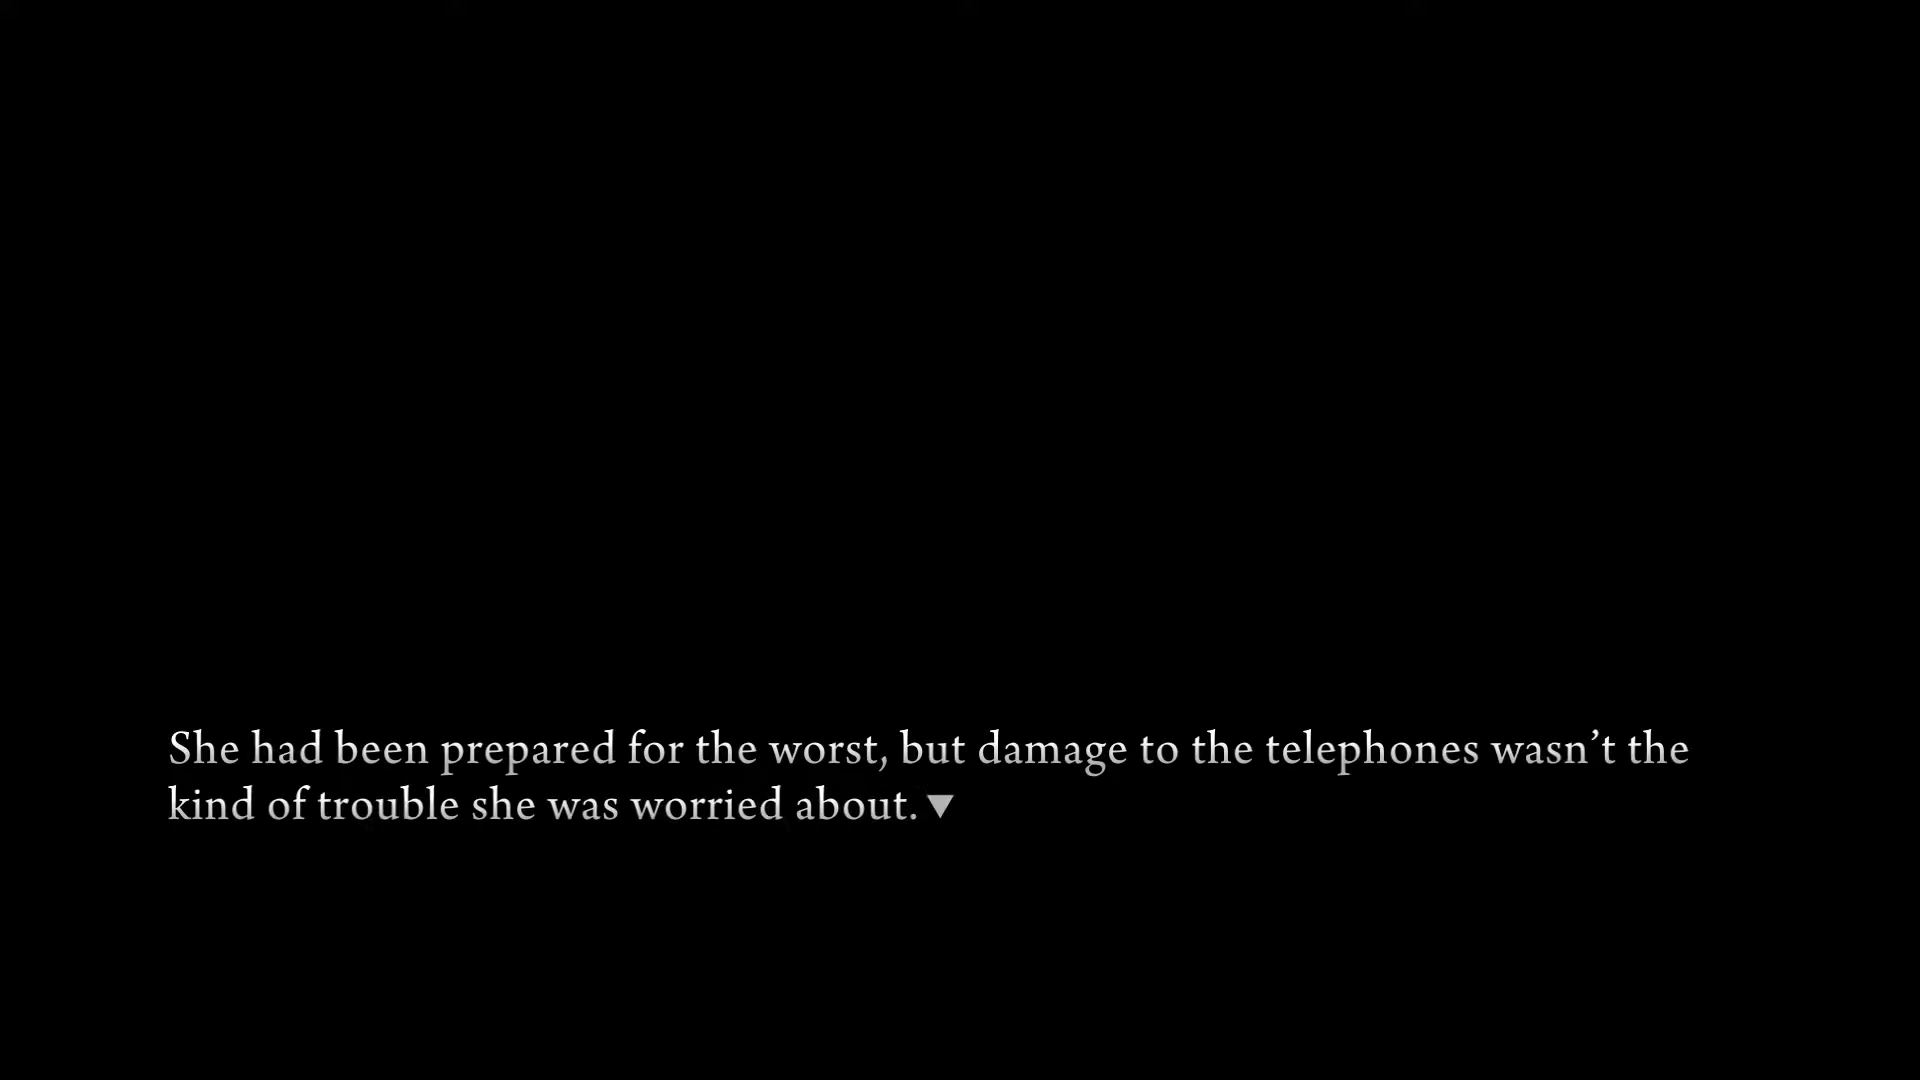 She had been prepared for the worst, but damage to the telephones wasn’t the
kind of trouble she was worried about.